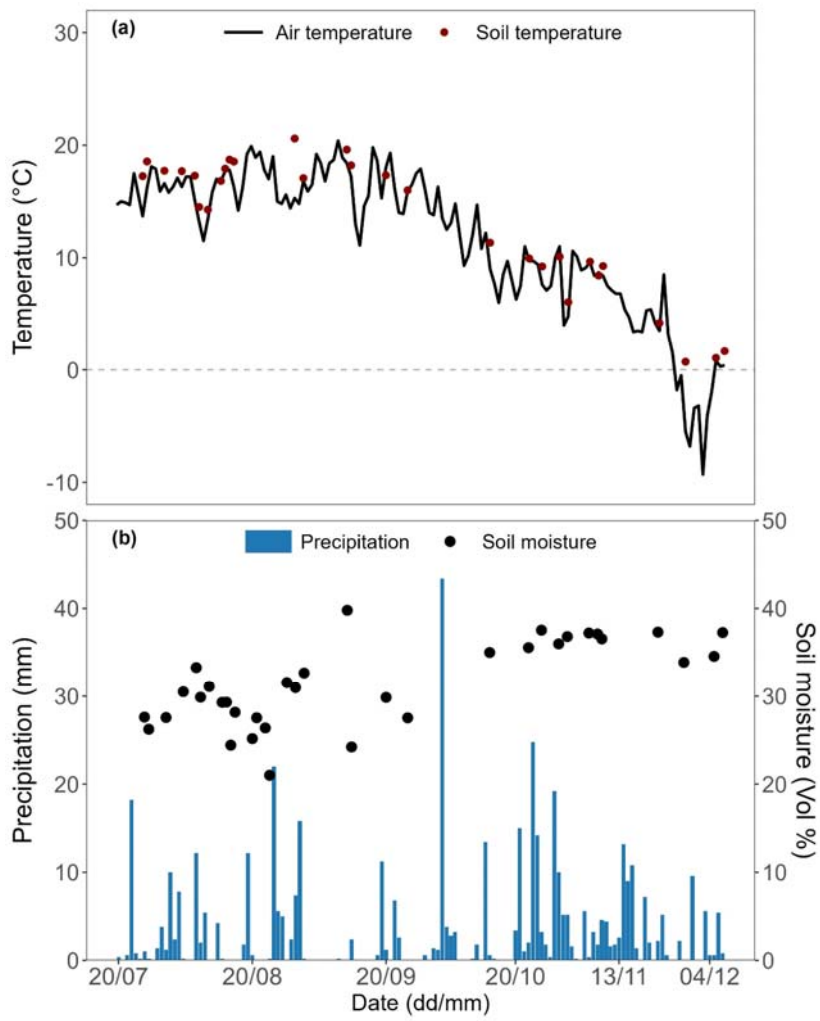 (a) Air temperature Soil temperature
30
20
10
0
-10
Temperature (°C)
(b) Precipitation Soil moisture
50 50
40 40
30 30
20 20
10 10
0 0
Precipitation (mm)
Soil moisture (Vol %)
20/07 20/08 20/09 20/10 13/11 04/12
Date (dd/mm)